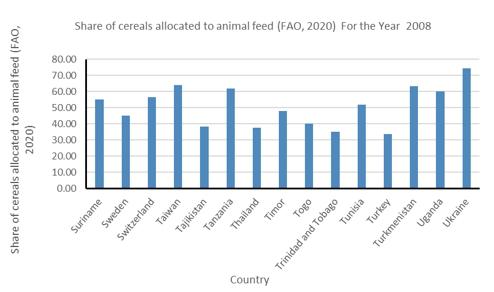 Share of cereals allocated to animal feed (FAO, 2020)  For the Year  2008
Share of cereals allocated to animal feed (FAO,
2020)
80.00
70.00
60.00
50.00
40.00
30.00
20.00
10.00
0.00
Suriname
Sweden
Switzerland
Taiwan
Tajikistan
Tanzania
Thailand
Timor
Togo
Trinidad and Tobago
Tunisia
Turkey
Turkmenistan
Uganda
Ukraine
Country